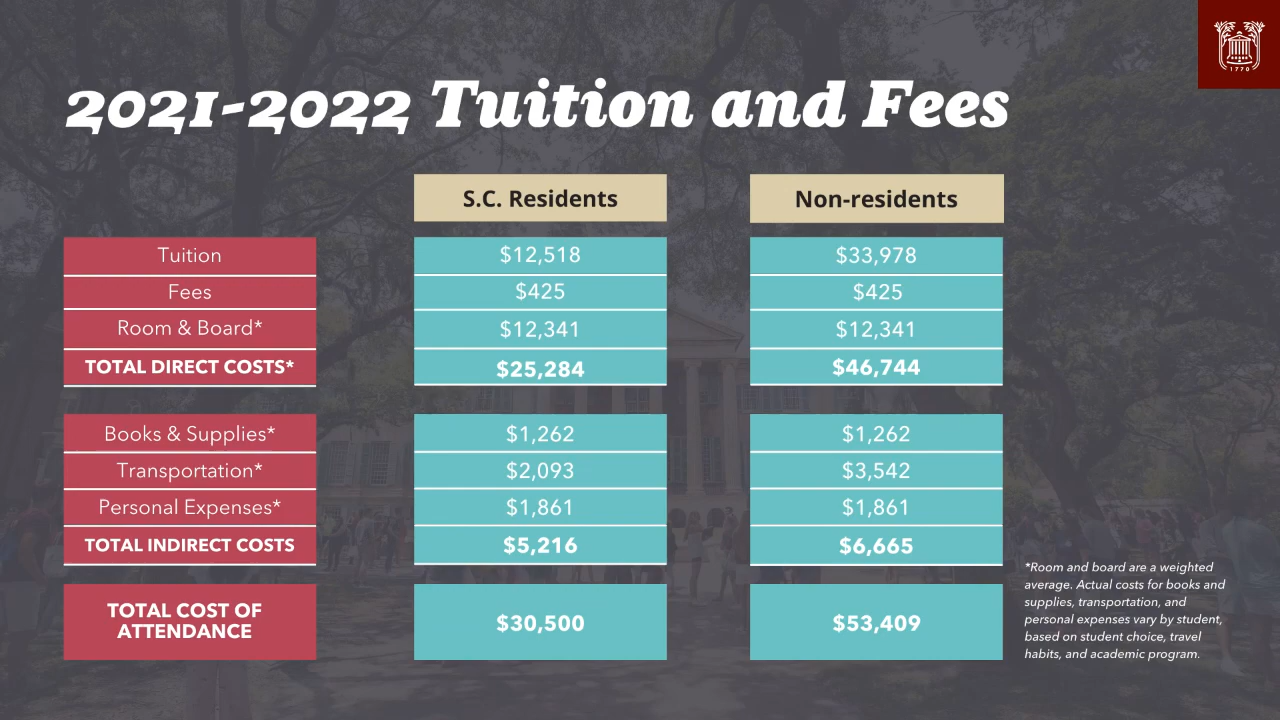 1770
2021-2022 Tuition and Fees
S.C. Residents Non-residents
Tuition $12,518 $33,978
Fees $425 $425
Room & Board* $12,341 $12,341
TOTAL DIRECT COSTS* $25,284 $46,744
Books & Supplies* $1,262 $1,262
Transportation* $2,093 $3,542
Personal Expenses* $1,861 $1,861
TOTAL INDIRECT COSTS $5,216 $6,665
TOTAL COST OF
ATTENDANCE $30,500 $53,409
*Room and board are a weighted
average. Actual costs for books and
supplies, transportation, and
personal expenses vary by student,
based on student choice, travel
habits, and academic program.